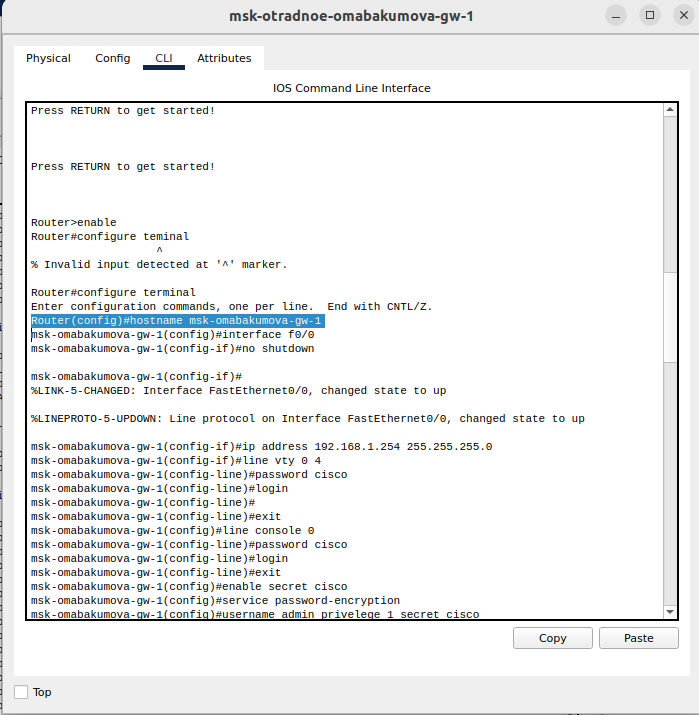 msk-otradnoe-omabakumova-gw-1
Physical Config CLI Attributes
IOS Command Line Interface
Press RETURN to get started!
Press RETURN to get started!
Router>enable
Router#configure teminal
^
% Invalid input detected at '^' marker.
Router#configure terminal
Enter configuration commands, one per line.  End with CNTL/Z.
Router(config)#hostname msk-omabakumova-gw-1
msk-omabakumova-gw-1(config)#interface f0/0
msk-omabakumova-gw-1(config-if)#no shutdown
msk-omabakumova-gw-1(config-if)#
%LINK-5-CHANGED: Interface FastEthernet0/0, changed state to up
%LINEPROTO-5-UPDOWN: Line protocol on Interface FastEthernet0/0, changed state to up
msk-omabakumova-gw-1(config-if)#ip address 192.168.1.254 255.255.255.0
msk-omabakumova-gw-1(config-if)#line vty 0 4
msk-omabakumova-gw-1(config-line)#password cisco
msk-omabakumova-gw-1(config-line)#login
msk-omabakumova-gw-1(config-line)#
msk-omabakumova-gw-1(config-line)#exit
msk-omabakumova-gw-1(config)#line console 0
msk-omabakumova-gw-1(config-line)#password cisco
msk-omabakumova-gw-1(config-line)#login
msk-omabakumova-gw-1(config-line)#exit
msk-omabakumova-gw-1(config)#enable secret cisco
msk-omabakumova-gw-1(config)#service password-encryption
msk-omabakumova-gw-1(config)#username admin privelege 1 secret cisco
Copy Paste
Top